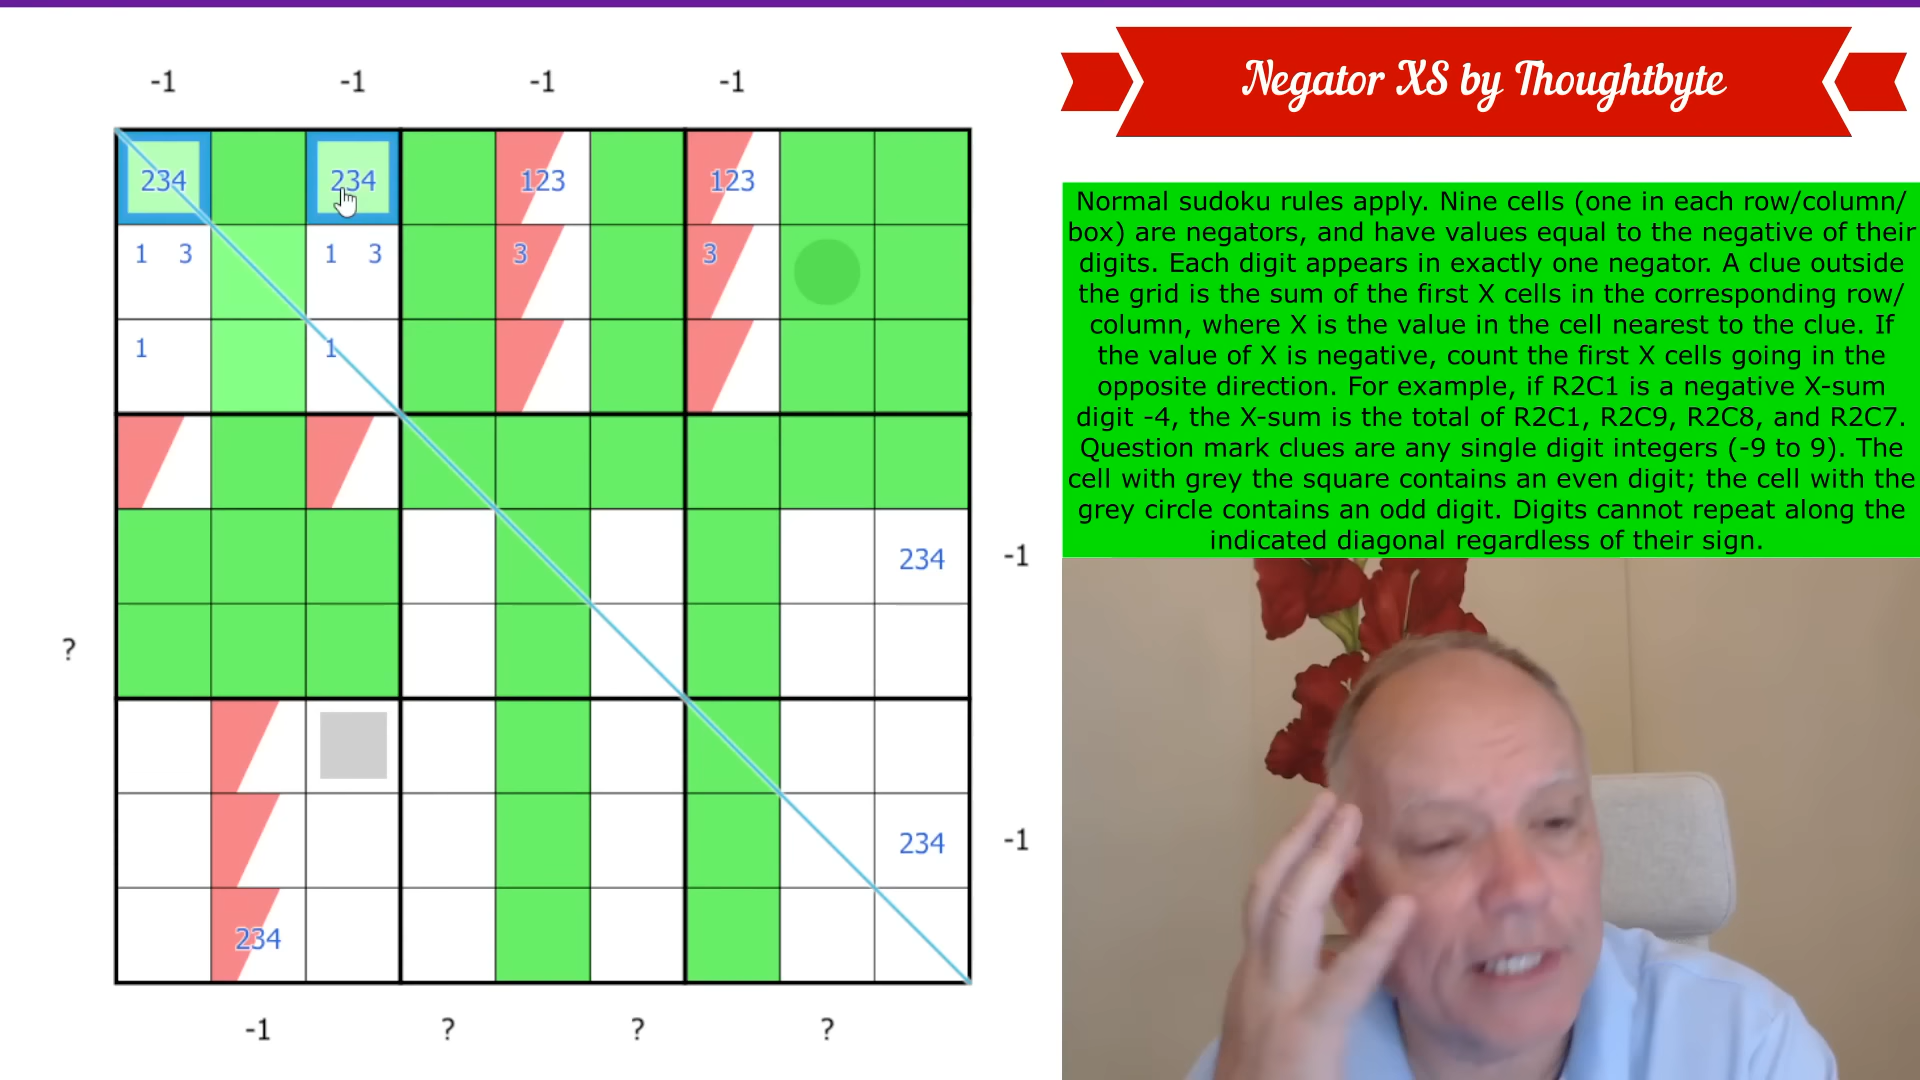 -1 -1 -1 -1
Negator XS by Thoughtbyte
234 234 123 123
1 3 1 3 3 3
1 1
234 -1
?
234 -1
234
-1 ? ? ?
Normal sudoku rules apply. Nine cells (one in each row/column/
box) are negators, and have values equal to the negative of their
digits. Each digit appears in exactly one negator. A clue outside
the grid is the sum of the first X cells in the corresponding row/
column, where X is the value in the cell nearest to the clue. If
the value of X is negative, count the first X cells going in the
opposite direction. For example, if R2C1 is a negative X-sum
digit -4, the X-sum is the total of R2C1, R2C9, R2C8, and R2C7.
Question mark clues are any single digit integers (-9 to 9). The
cell with grey the square contains an even digit; the cell with the
grey circle contains an odd digit. Digits cannot repeat along the
indicated diagonal regardless of their sign.